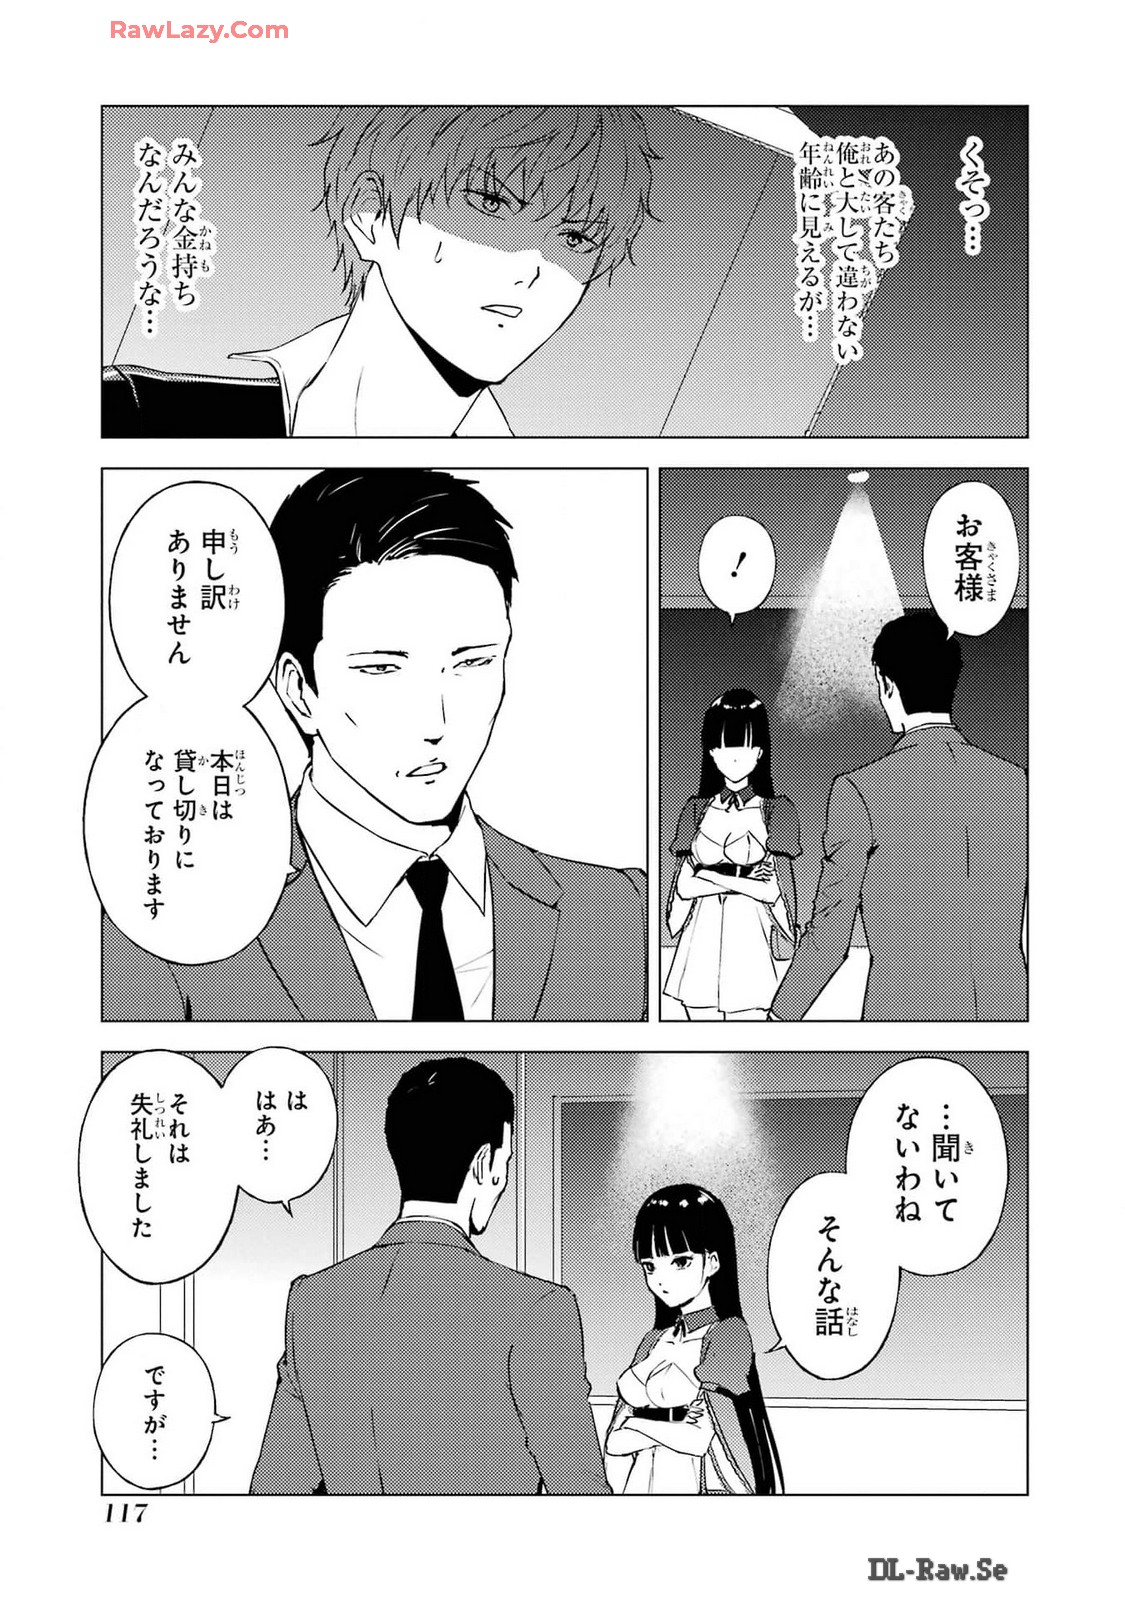 RawLazy.Com
くそっ…
あの客たち
俺と大して違わない
年齢に見えるが…
みんな金持ち
なんだろうな…
お客様
！
申し訳
ありません
本日は
貸し切りに
なっております
…聞いて
ないわね
そんな話
は
はあ…
それは
失礼しました
ですが…
117
DL-Raw.Se